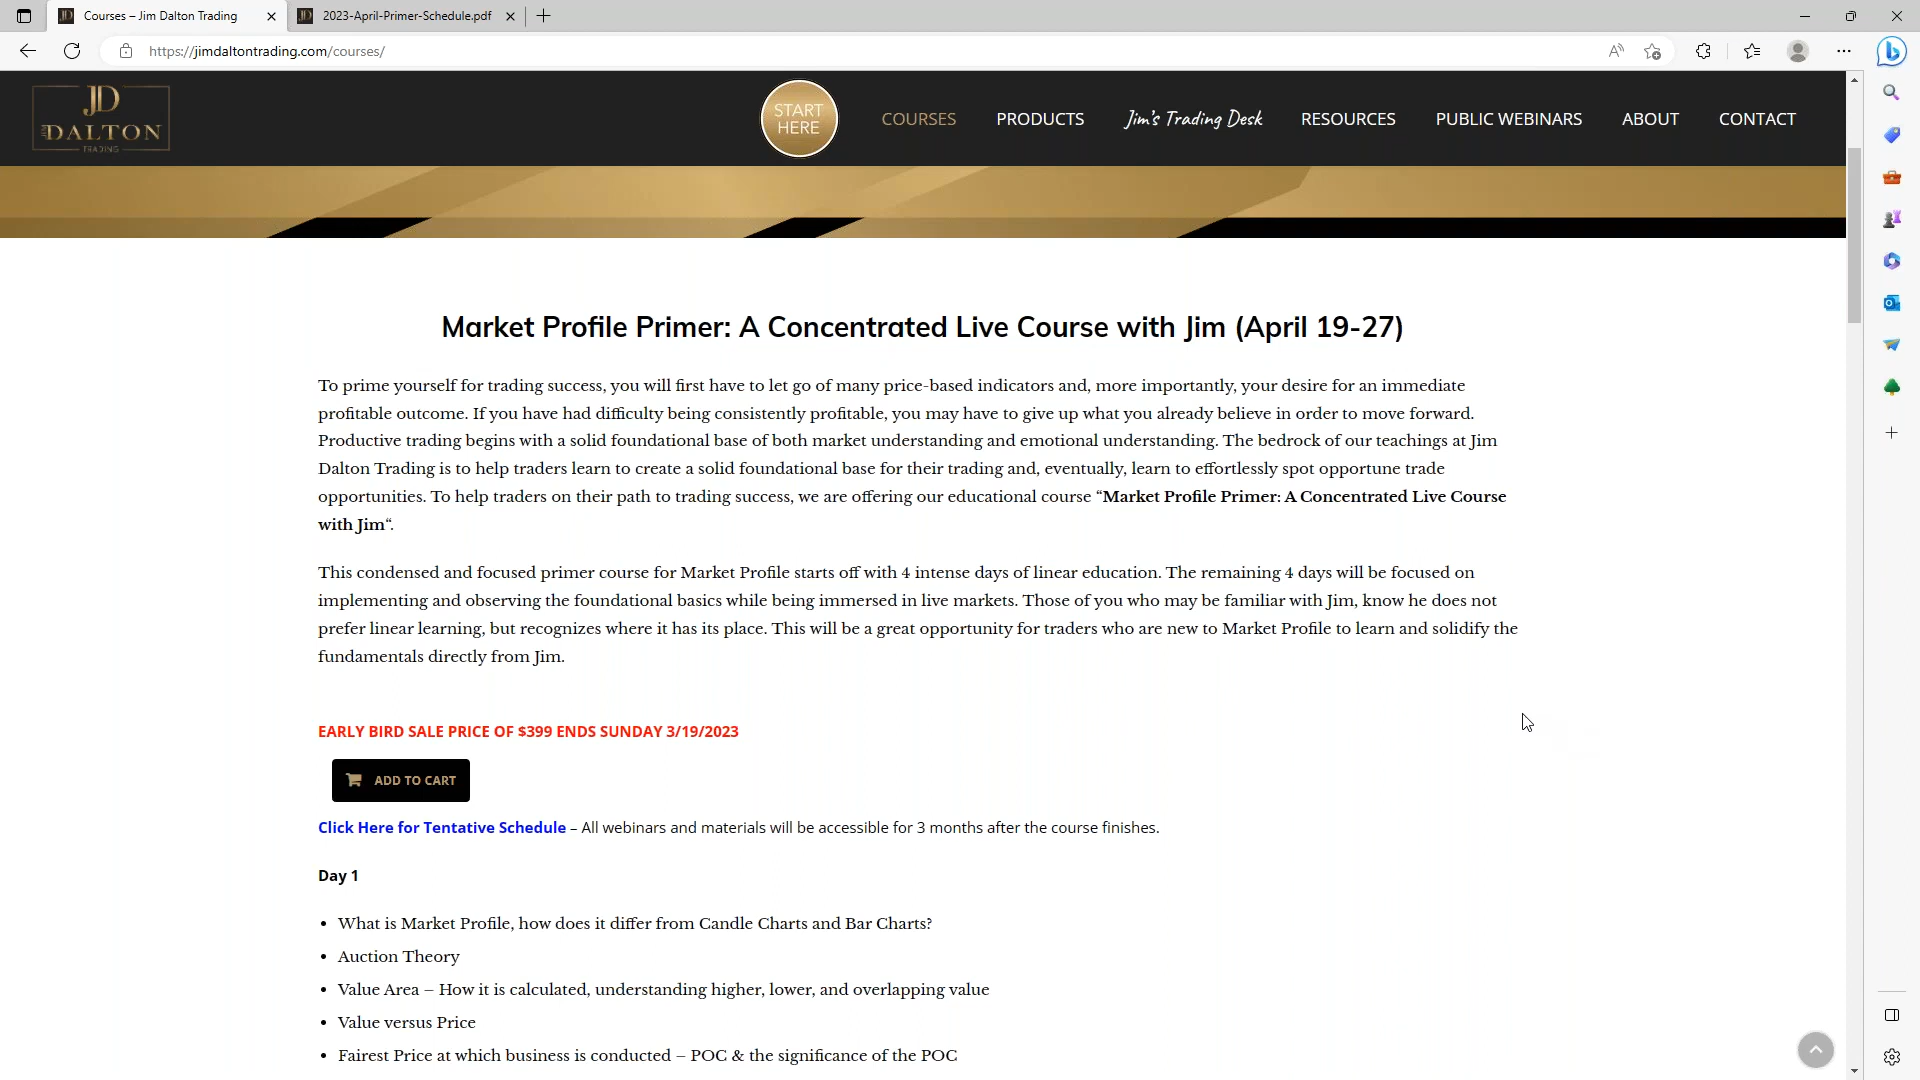 Courses – Jim Dalton Trading
2023-April-Primer-Schedule.pdf
https://jimdaltontrading.com/courses/
JD
JIM
DALTON
TRADING
START
HERE
COURSES
PRODUCTS
Jim's Trading Desk
RESOURCES
PUBLIC WEBINARS
ABOUT
CONTACT
Market Profile Primer: A Concentrated Live Course with Jim (April 19-27)
To prime yourself for trading success, you will first have to let go of many price-based indicators and, more importantly, your desire for an immediate
profitable outcome. If you have had difficulty being consistently profitable, you may have to give up what you already believe in order to move forward.
Productive trading begins with a solid foundational base of both market understanding and emotional understanding. The bedrock of our teachings at Jim
Dalton Trading is to help traders learn to create a solid foundational base for their trading and, eventually, learn to effortlessly spot opportune trade
opportunities. To help traders on their path to trading success, we are offering our educational course “Market Profile Primer: A Concentrated Live Course
with Jim“.
This condensed and focused primer course for Market Profile starts off with 4 intense days of linear education. The remaining 4 days will be focused on
implementing and observing the foundational basics while being immersed in live markets. Those of you who may be familiar with Jim, know he does not
prefer linear learning, but recognizes where it has its place. This will be a great opportunity for traders who are new to Market Profile to learn and solidify the
fundamentals directly from Jim.
EARLY BIRD SALE PRICE OF $399 ENDS SUNDAY 3/19/2023
ADD TO CART
Click Here for Tentative Schedule – All webinars and materials will be accessible for 3 months after the course finishes.
Day 1
• What is Market Profile, how does it differ from Candle Charts and Bar Charts?
• Auction Theory
• Value Area – How it is calculated, understanding higher, lower, and overlapping value
• Value versus Price
• Fairest Price at which business is conducted – POC & the significance of the POC